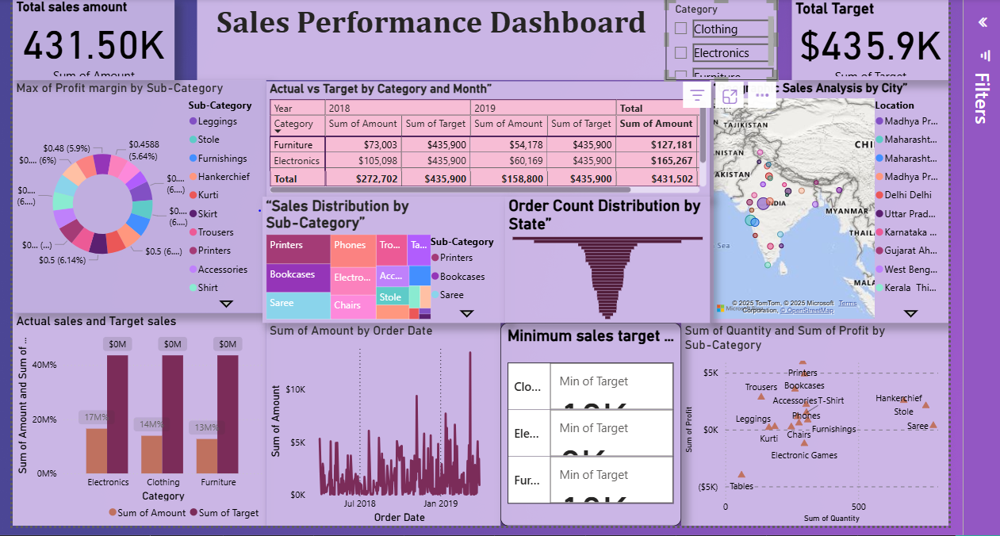 Total sales amount
431.50K
Sum of Amount
Sales Performance Dashboard
Category
Clothing
Electronics
Furniture
Total Target
$435.9K
Sum of Target
Filters
Max of Profit margin by Sub-Category
Sub-Category
Leggings
Stole
Furnishings
Hankerchief
Kurti
Skirt
Trousers
Printers
Accessories
Shirt
$0.48 (5.9%)
$0.4588
(5.64%)
$0....
(6%)
$0....
(6....)
$0....
(6....)
$0....
(6....)
$0... (...)
$0.5 (6....)
$0.5 (6.14%)
Actual vs Target by Category and Month”
Year 2018 2019 Total
Category Sum of Amount Sum of Target Sum of Amount Sum of Target Sum of Amount
Furniture $73,003 $435,900 $54,178 $435,900 $127,181
Electronics $105,098 $435,900 $60,169 $435,900 $165,267
Total $272,702 $435,900 $158,800 $435,900 $431,502
Sales Analysis by City”
Location
Madhya Pr...
Maharasht...
Maharasht...
Madhya Pr...
Delhi Delhi
Uttar Prad...
Karnataka ...
Gujarat Ah...
West Beng...
Kerala Thi...
TAJIKISTAN
NISTAN
AKISTAN
CHI
INDIA
MYANMAR
THAIL
Sea
MALA
© 2025 TomTom, © 2025 Microsoft Terms
Corporation, © OpenStreetMap
“Sales Distribution by
Sub-Category”
Printers
Bookcases
Saree
Phones
Electro...
Chairs
Tro...
Acc...
Stole
Ta...
Sub-Category
Printers
Bookcases
Saree
Order Count Distribution by
State”
Actual sales and Target sales
Sum of Amount and Sum of ...
40M%
20M%
0M%
$0M
$0M
$0M
17M%
14M%
13M%
Electronics
Clothing
Furniture
Category
Sum of Amount
Sum of Target
Sum of Amount by Order Date
Sum of Amount
$10K
$5K
$0K
Jul 2018
Jan 2019
Order Date
Minimum sales target ...
Clo...
Min of Target
Ele...
Min of Target
Fur...
Min of Target
Sum of Quantity and Sum of Profit by
Sub-Category
Sum of Profit
$5K
$0K
($5K)
Printers
Bookcases
Trousers
Accessories
T-Shirt
Hankerchief
Stole
Saree
Leggings
Phones
Furnishings
Kurti
Chairs
Electronic Games
Tables
0
500
Sum of Quantity